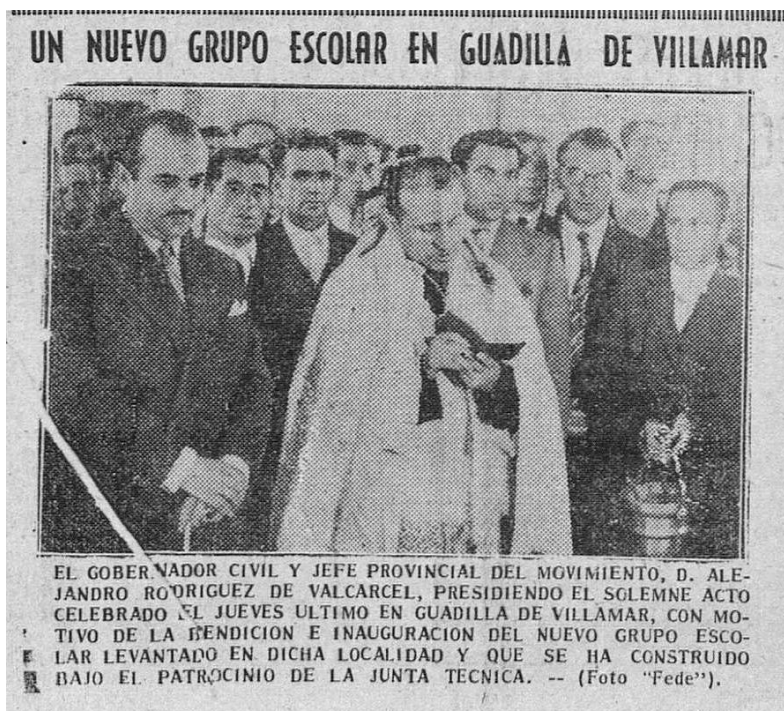 UN NUEVO GRUPO ESCOLAR EN GUADILLA DE VILLAMAR
EL GOBERNADOR CIVIL Y JEFE PROVINCIAL DEL MOVIMIENTO, D. ALE-
JANDRO RODRIGUEZ DE VALCARCEL, PRESIDIENDO EL SOLEMNE ACTO
CELEBRADO EL JUEVES ULTIMO EN GUADILLA DE VILLAMAR, CON MO-
TIVO DE LA BENDICION E INAUGURACION DEL NUEVO GRUPO ESCO-
LAR LEVANTADO EN DICHA LOCALIDAD Y QUE SE HA CONSTRUIDO
BAJO EL PATROCINIO DE LA JUNTA TECNICA. -- (Foto "Fede").